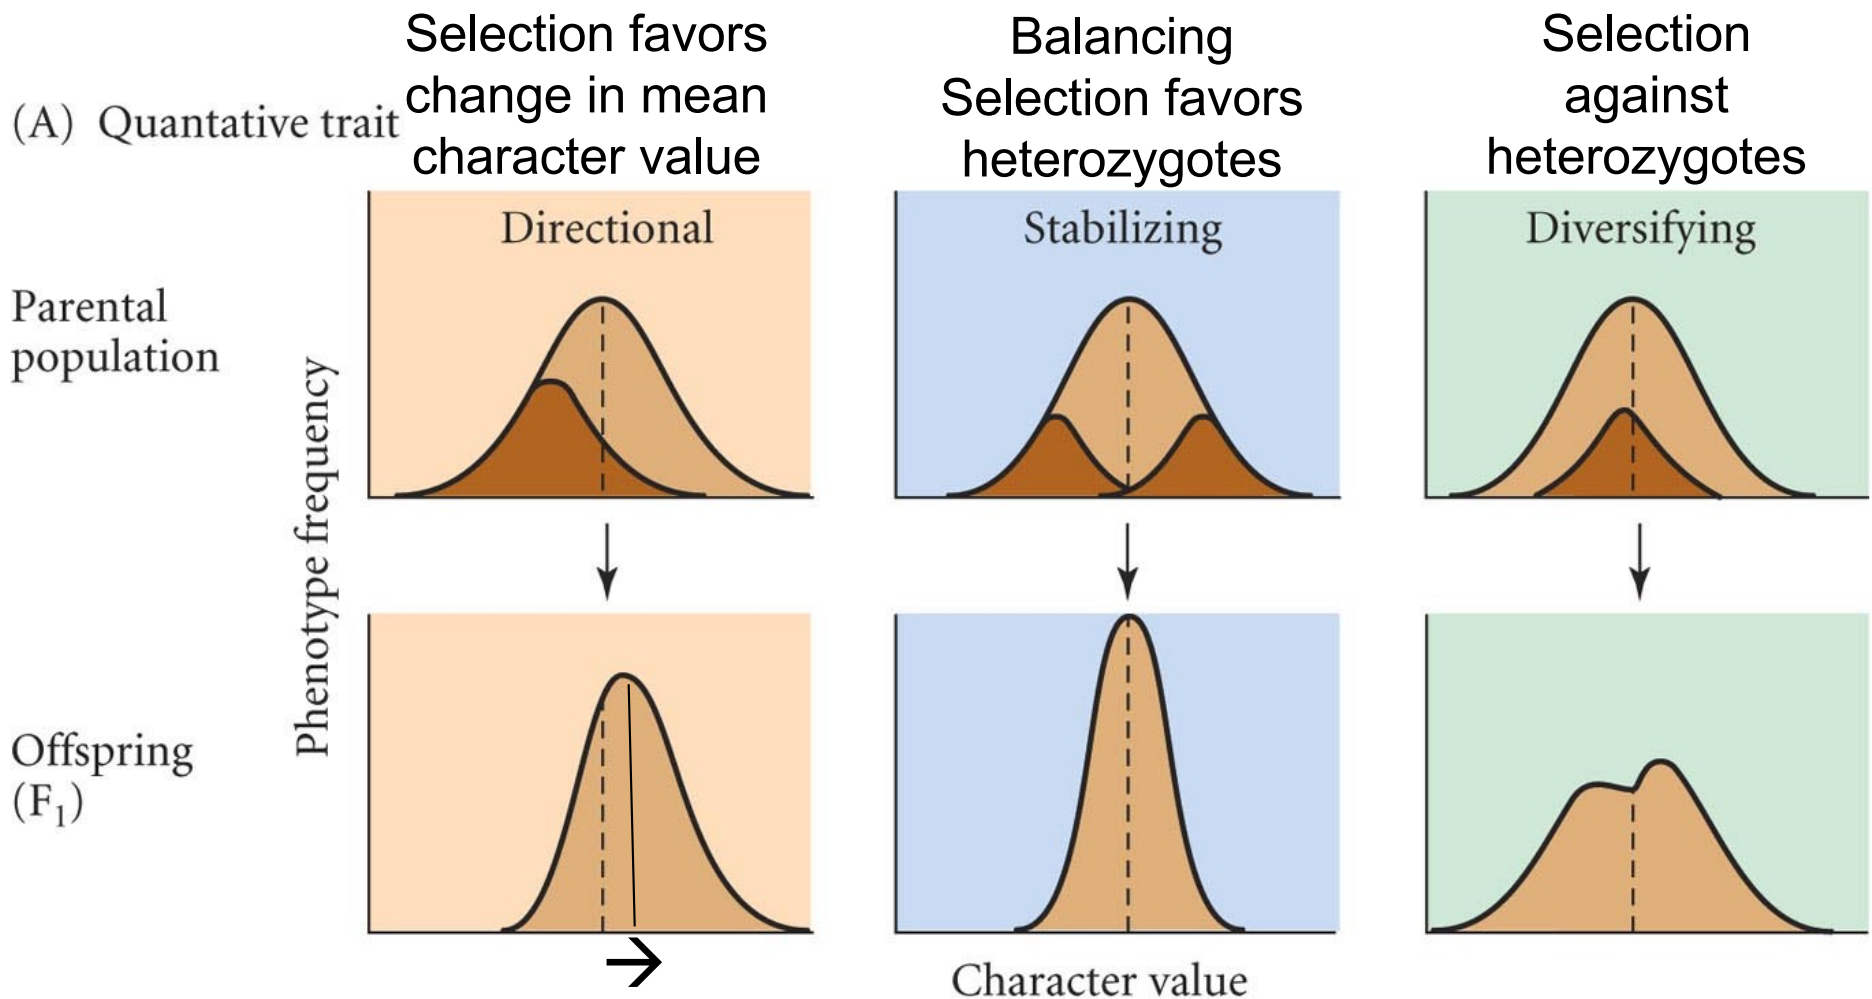 Selection favors
change in mean
character value
Balancing
Selection favors
heterozygotes
Selection
against
heterozygotes
(A) Quantative trait
Directional
Stabilizing
Diversifying
Parental
population
Phenotype frequency
Offspring
(F₁)
→
Character value